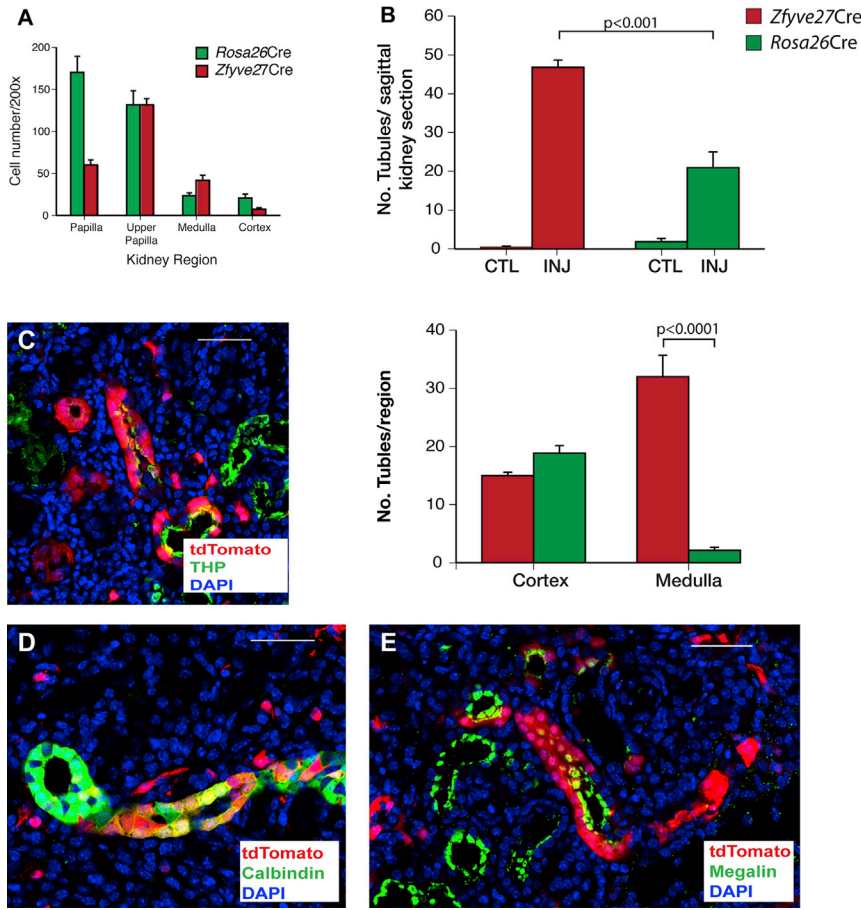 A
Rosa26Cre
Zfyve27Cre
Cell number/200x
200
150
100
50
0
Papilla
Upper
Papilla
Medulla
Cortex
Kidney Region
B
Zfyve27Cre
Rosa26Cre
p<0.001
No. Tubules/ sagittal
kidney section
60
50
40
30
20
10
0
CTL
INJ
CTL
INJ
p<0.0001
No. Tubles/region
40
30
20
10
0
Cortex
Medulla
C
tdTomato
THP
DAPI
D
tdTomato
Calbindin
DAPI
E
tdTomato
Megalin
DAPI